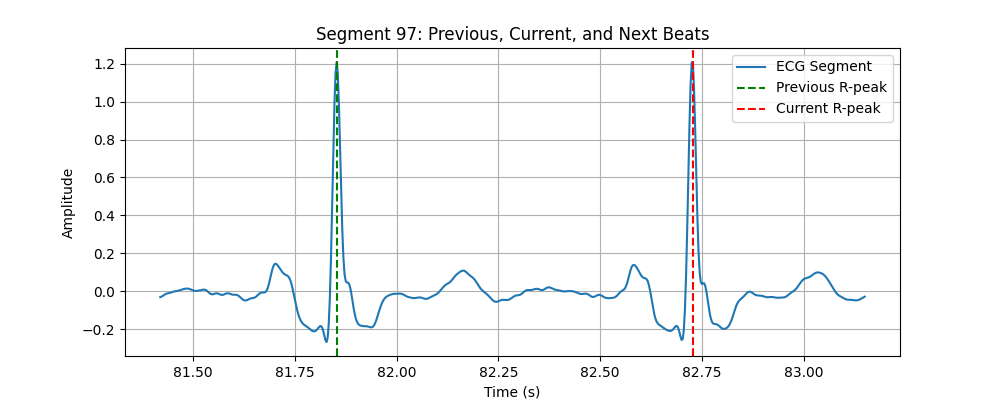 Segment 97: Previous, Current, and Next Beats
1.2
1.0
0.8
0.6
0.4
0.2
0.0
−0.2
Amplitude
ECG Segment
Previous R-peak
Current R-peak
81.50 81.75 82.00 82.25 82.50 82.75 83.00
Time (s)